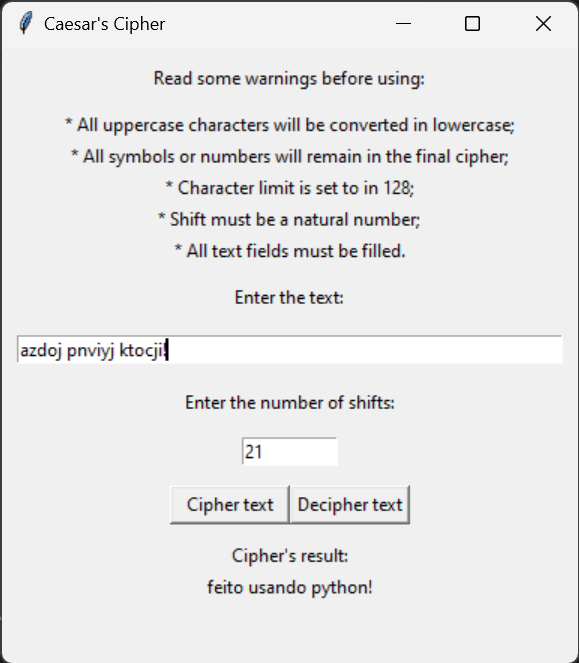 Caesar's Cipher
Read some warnings before using:
* All uppercase characters will be converted in lowercase;
* All symbols or numbers will remain in the final cipher;
* Character limit is set to in 128;
* Shift must be a natural number;
* All text fields must be filled.
Enter the text:
azdoj pnviyj ktocji!
Enter the number of shifts:
21
Cipher text Decipher text
Cipher's result:
feito usando python!